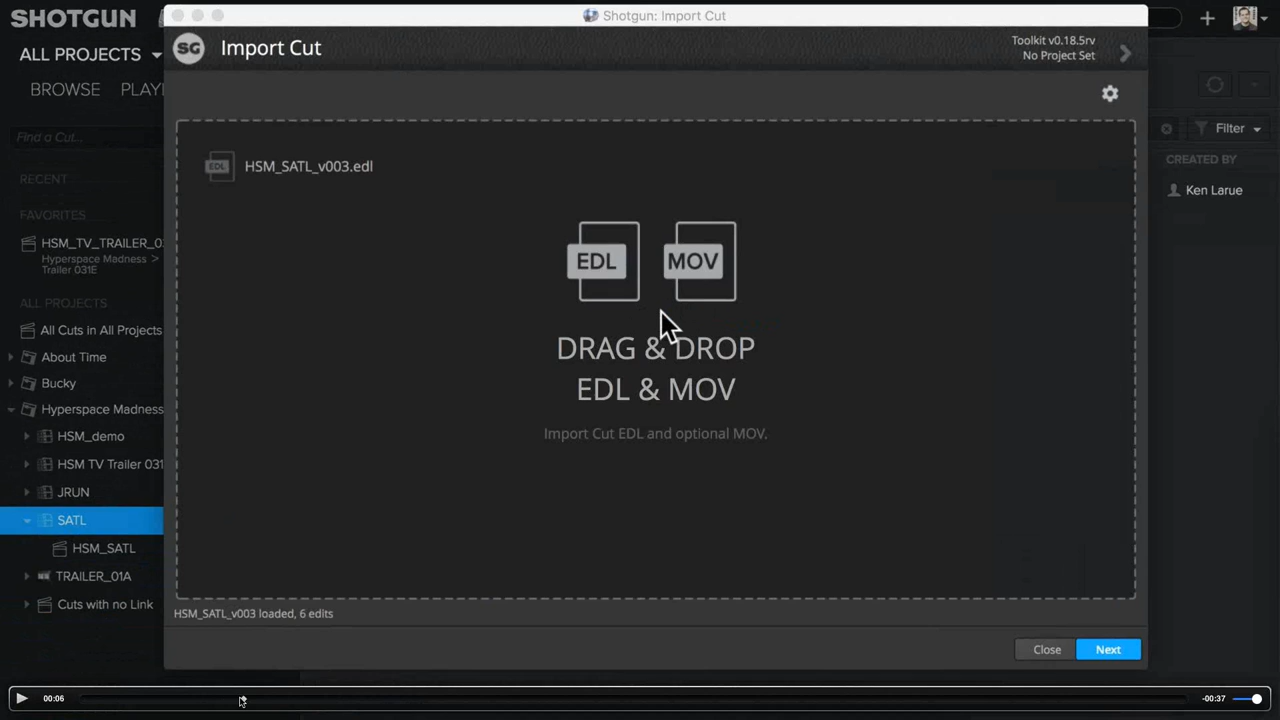 SHOTGUN
Shotgun: Import Cut
ALL PROJECTS
SG
Import Cut
Toolkit v0.18.5rv
No Project Set
BROWSE
Find a Cut...
Filter
HSM_SATL_v003.edl
CREATED BY
RECENT
Ken Larue
FAVORITES
Hyperspace Madness >
Trailer 031E
EDL
MOV
ALL PROJECTS
All Cuts in All Projects
DRAG & DROP
About Time
EDL & MOV
Bucky
Hyperspace Madness
Import Cut EDL and optional MOV.
HSM_demo
HSM TV Trailer 031
JRUN
SATL
HSM_SATL
TRAILER_01A
Cuts with no Link
HSM_SATL_v003 loaded, 6 edits
Close
Next
00:06
-00:37